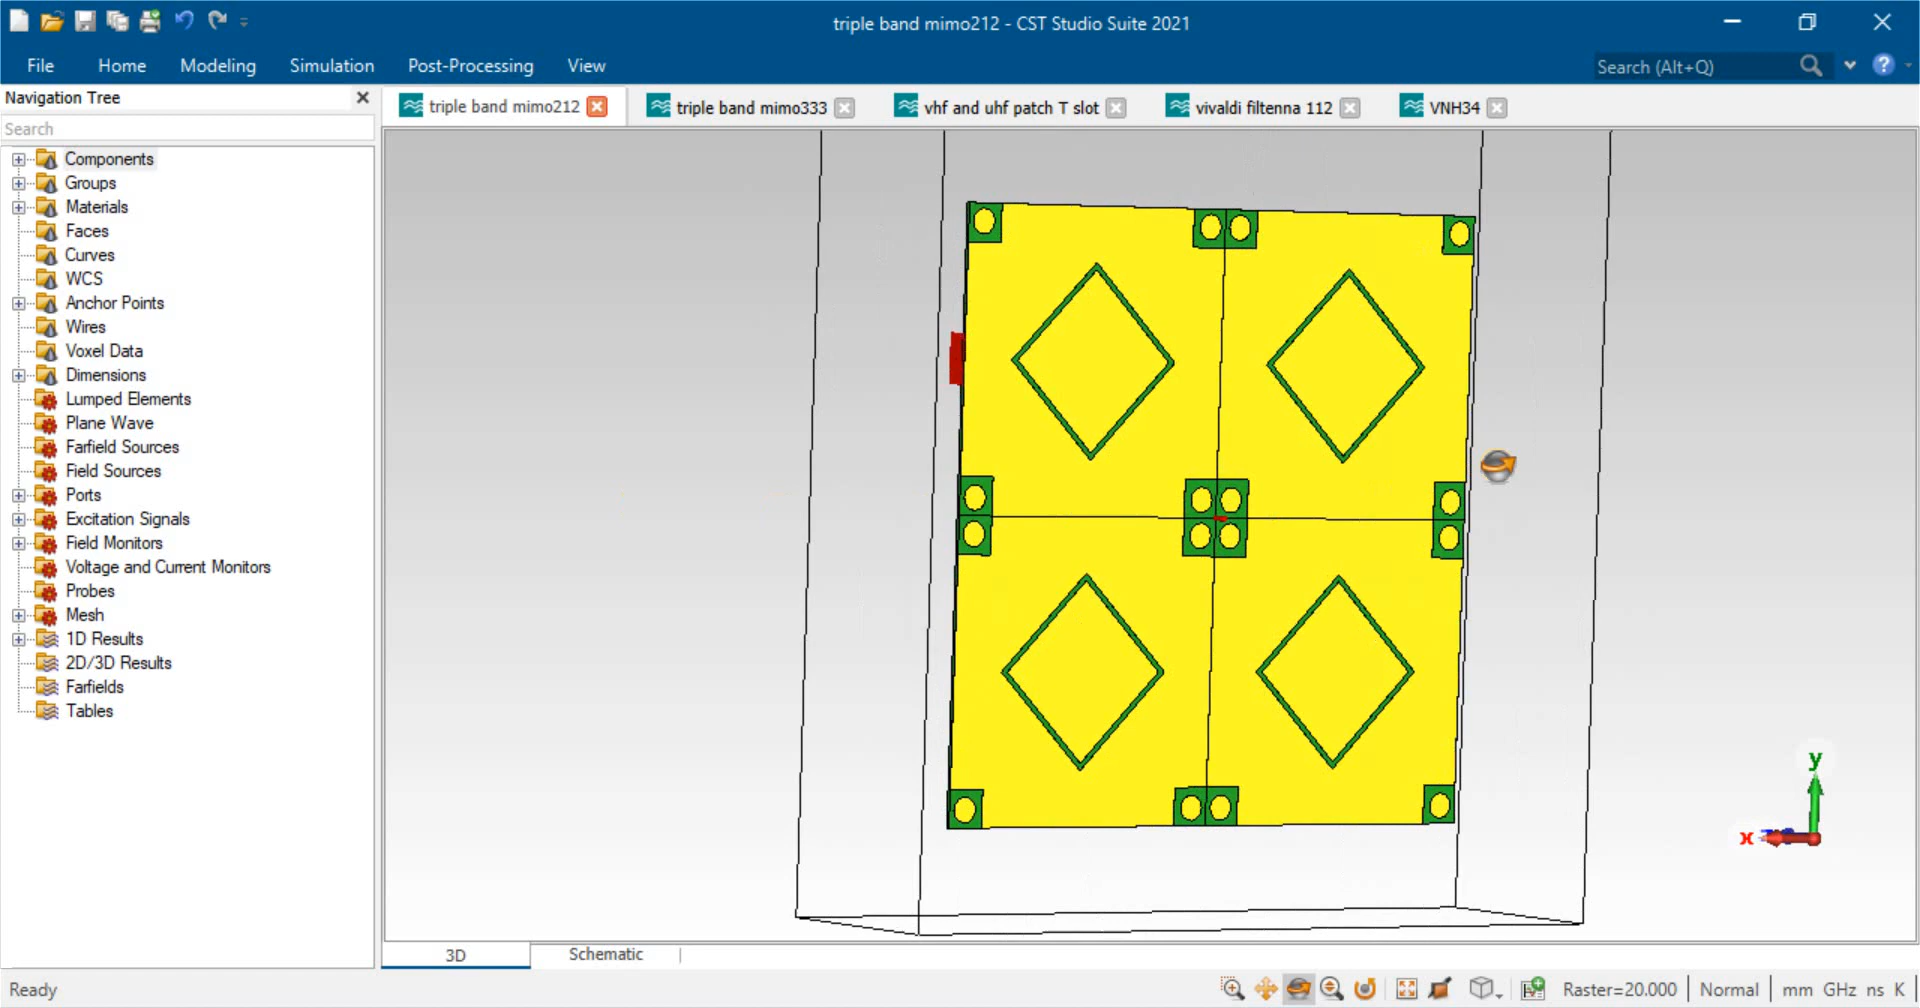 triple band mimo212 - CST Studio Suite 2021
File Home Modeling Simulation Post-Processing View
Search (Alt+Q)
Navigation Tree
triple band mimo212 triple band mimo333 vhf and uhf patch T slot vivaldi filtenna 112 VNH34
Search
Components
Groups
Materials
Faces
Curves
WCS
Anchor Points
Wires
Voxel Data
Dimensions
Lumped Elements
Plane Wave
Farfield Sources
Field Sources
Ports
Excitation Signals
Field Monitors
Voltage and Current Monitors
Probes
Mesh
1D Results
2D/3D Results
Farfields
Tables
y
x
3D Schematic
Ready
Raster=20.000 Normal mm GHz ns K